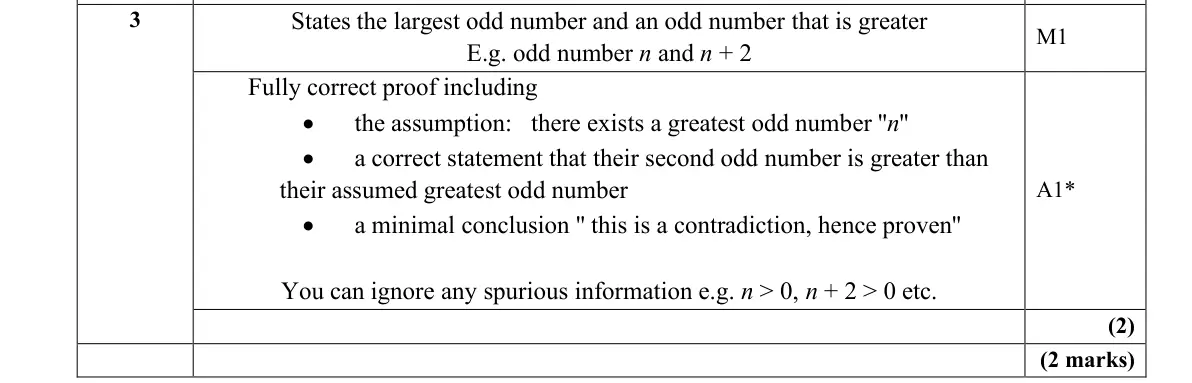 3
States the largest odd number and an odd number that is greater
E.g. odd number n and n + 2
M1
Fully correct proof including
• the assumption: there exists a greatest odd number "n"
• a correct statement that their second odd number is greater than
their assumed greatest odd number
• a minimal conclusion " this is a contradiction, hence proven"
You can ignore any spurious information e.g. n > 0, n + 2 > 0 etc.
A1*
(2)
(2 marks)